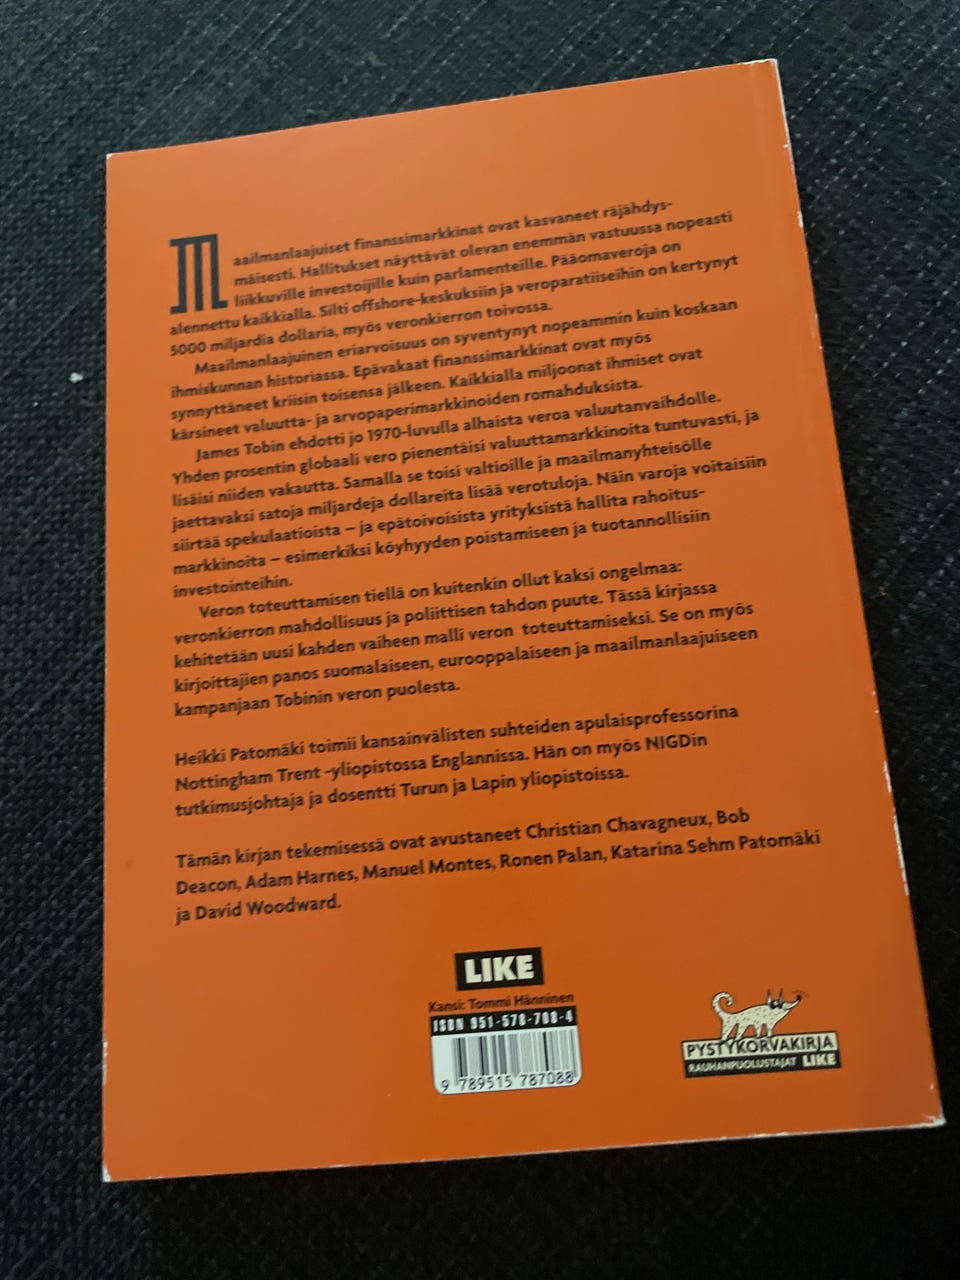 Maailmanlaajuiset finanssimarkkinat ovat kasvaneet räjähdys-
mäisesti. Hallitukset näyttävät olevan enemmän vastuussa nopeasti
liikkuville investoijille kuin parlamenteille. Pääomaveroja on
alennettu kaikkialla. Silti offshore-keskuksiin ja veroparatiiseihin on kertynyt
5000 miljardia dollaria, myös veronkierron toivossa.
Maailmanlaajuinen eriarvoisuus on syventynyt nopeammin kuin koskaan
ihmiskunnan historiassa. Epävakaat finanssimarkkinat ovat myös
synnyttäneet kriisin toisensa jälkeen. Kaikkialla miljoonat ihmiset ovat
kärsineet valuutta- ja arvopaperimarkkinoiden romahduksista.
James Tobin ehdotti jo 1970-luvulla alhaista veroa valuutanvaihdolle.
Yhden prosentin globaali vero pienentäisi valuuttamarkkinoita tuntuvasti, ja
lisäisi niiden vakautta. Samalla se toisi valtioille ja maailmanyhteisölle
jaettavaksi satoja miljardeja dollareita lisää verotuloja. Näin varoja voitaisiin
siirtää spekulaatioista – ja epätoivoisista yrityksistä hallita rahoitus-
markkinoita – esimerkiksi köyhyyden poistamiseen ja tuotannollisiin
investointeihin.
Veron toteuttamisen tiellä on kuitenkin ollut kaksi ongelmaa:
veronkierron mahdollisuus ja poliittisen tahdon puute. Tässä kirjassa
kehitetään uusi kahden vaiheen malli veron toteuttamiseksi. Se on myös
kirjoittajien panos suomalaiseen, eurooppalaiseen ja maailmanlaajuiseen
kampanjaan Tobinin veron puolesta.
Heikki Patomäki toimii kansainvälisten suhteiden apulaisprofessorina
Nottingham Trent -yliopistossa Englannissa. Hän on myös NIGDin
tutkimusjohtaja ja dosentti Turun ja Lapin yliopistoissa.
Tämän kirjan tekemisessä ovat avustaneet Christian Chavagneux, Bob
Deacon, Adam Harnes, Manuel Montes, Ronen Palan, Katarina Sehm Patomäki
ja David Woodward.
LIKE
Kansi: Tommi Hänninen
ISBN 951-578-708-4
9 789515 787088
PYSTYKORVAKIRJA
RAUHANPUOLUSTAJAT LIKE